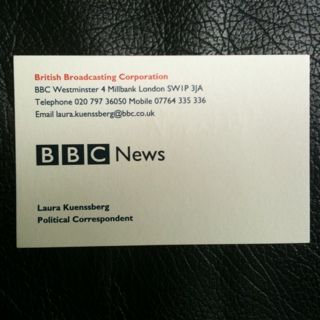 British Broadcasting Corporation
BBC Westminster 4 Millbank London SW1P 3JA
Telephone 020 797 36050 Mobile 07764 335 336
Email laura.kuenssberg@bbc.co.uk
BBC News
Laura Kuenssberg
Political Correspondent